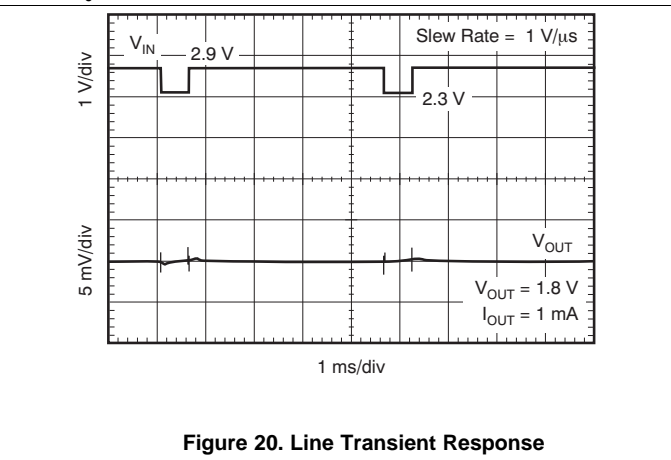 V_IN
2.9 V
Slew Rate = 1 V/μs
1 V/div
2.3 V
5 mV/div
V_OUT
V_OUT = 1.8 V
I_OUT = 1 mA
1 ms/div
Figure 20. Line Transient Response